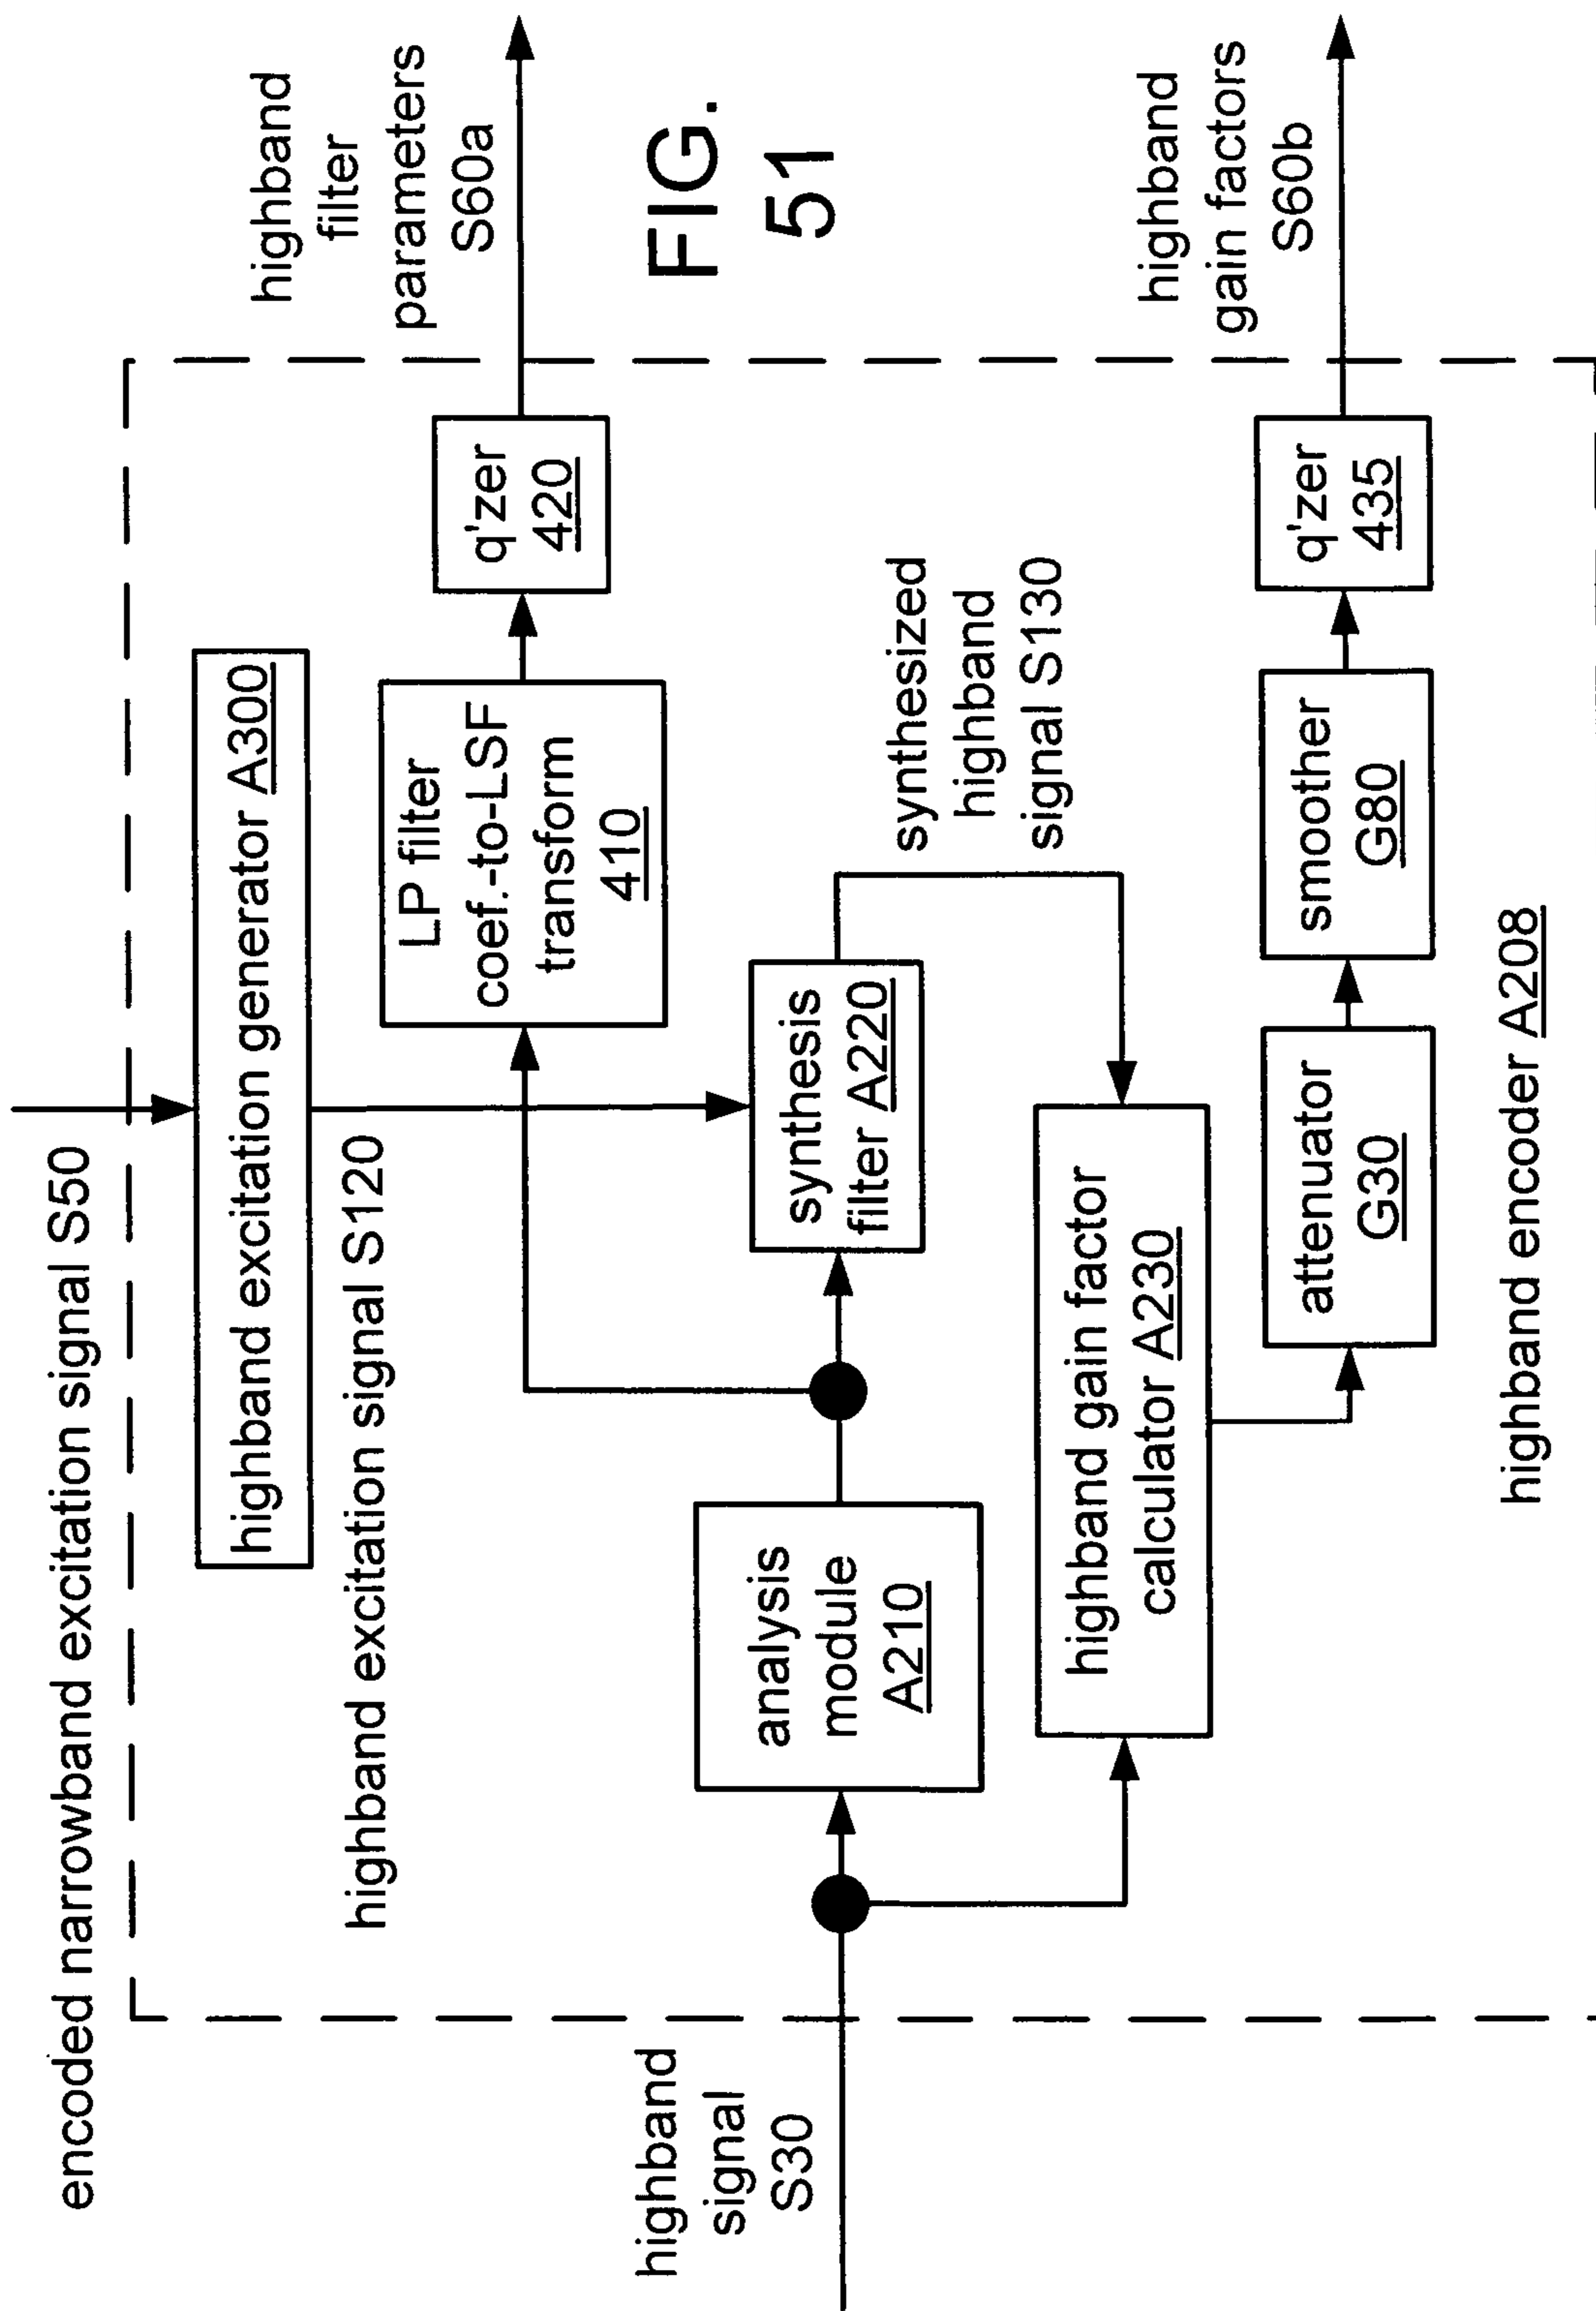 encoded narrowband excitation signal S50
highband excitation generator A300
highband excitation signal S120
LP filter
coef.-to-LSF
transform
410
q'zer
420
highband
filter
parameters
S60a
FIG.
51
highband
signal
S30
analysis
module
A210
synthesis
filter A220
synthesized
highband
signal S130
highband gain factor
calculator A230
attenuator
G30
smoother
G80
q'zer
435
highband
gain factors
S60b
highband encoder A208